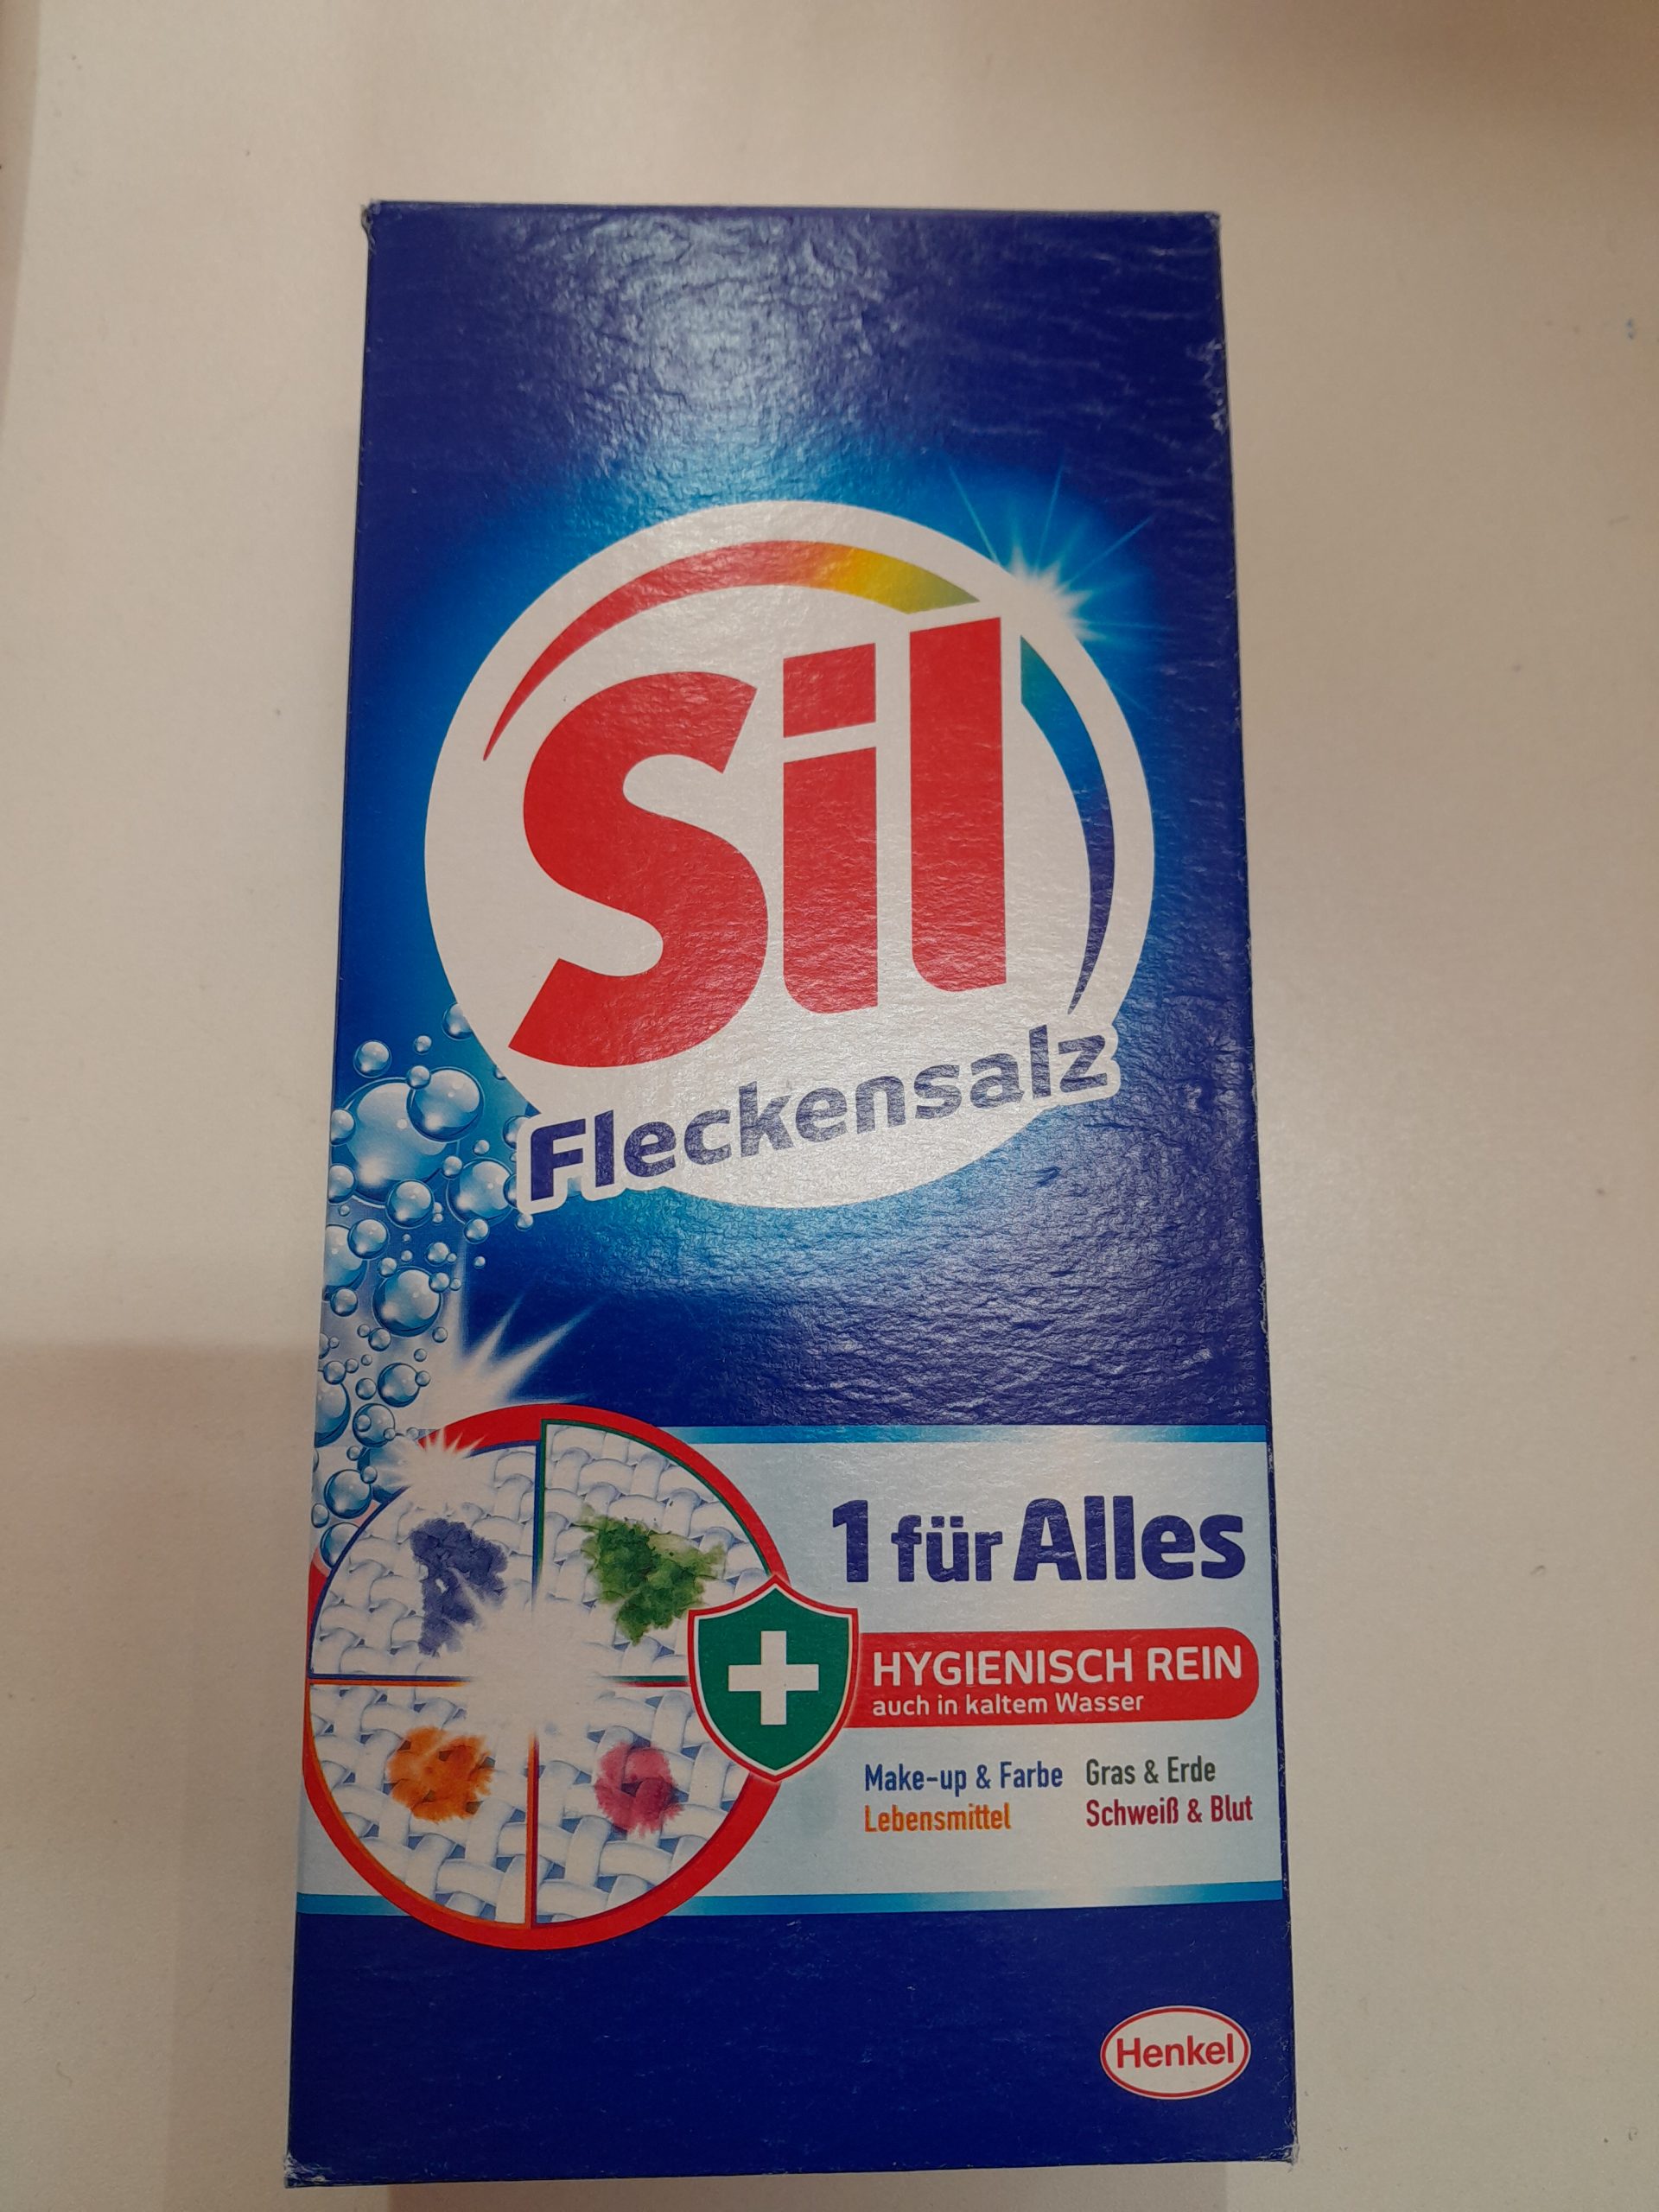 Sil
Fleckensalz
1 für Alles
HYGIENISCH REIN
auch in kaltem Wasser
Make-up & Farbe Gras & Erde
Lebensmittel Schweiß & Blut
Henkel